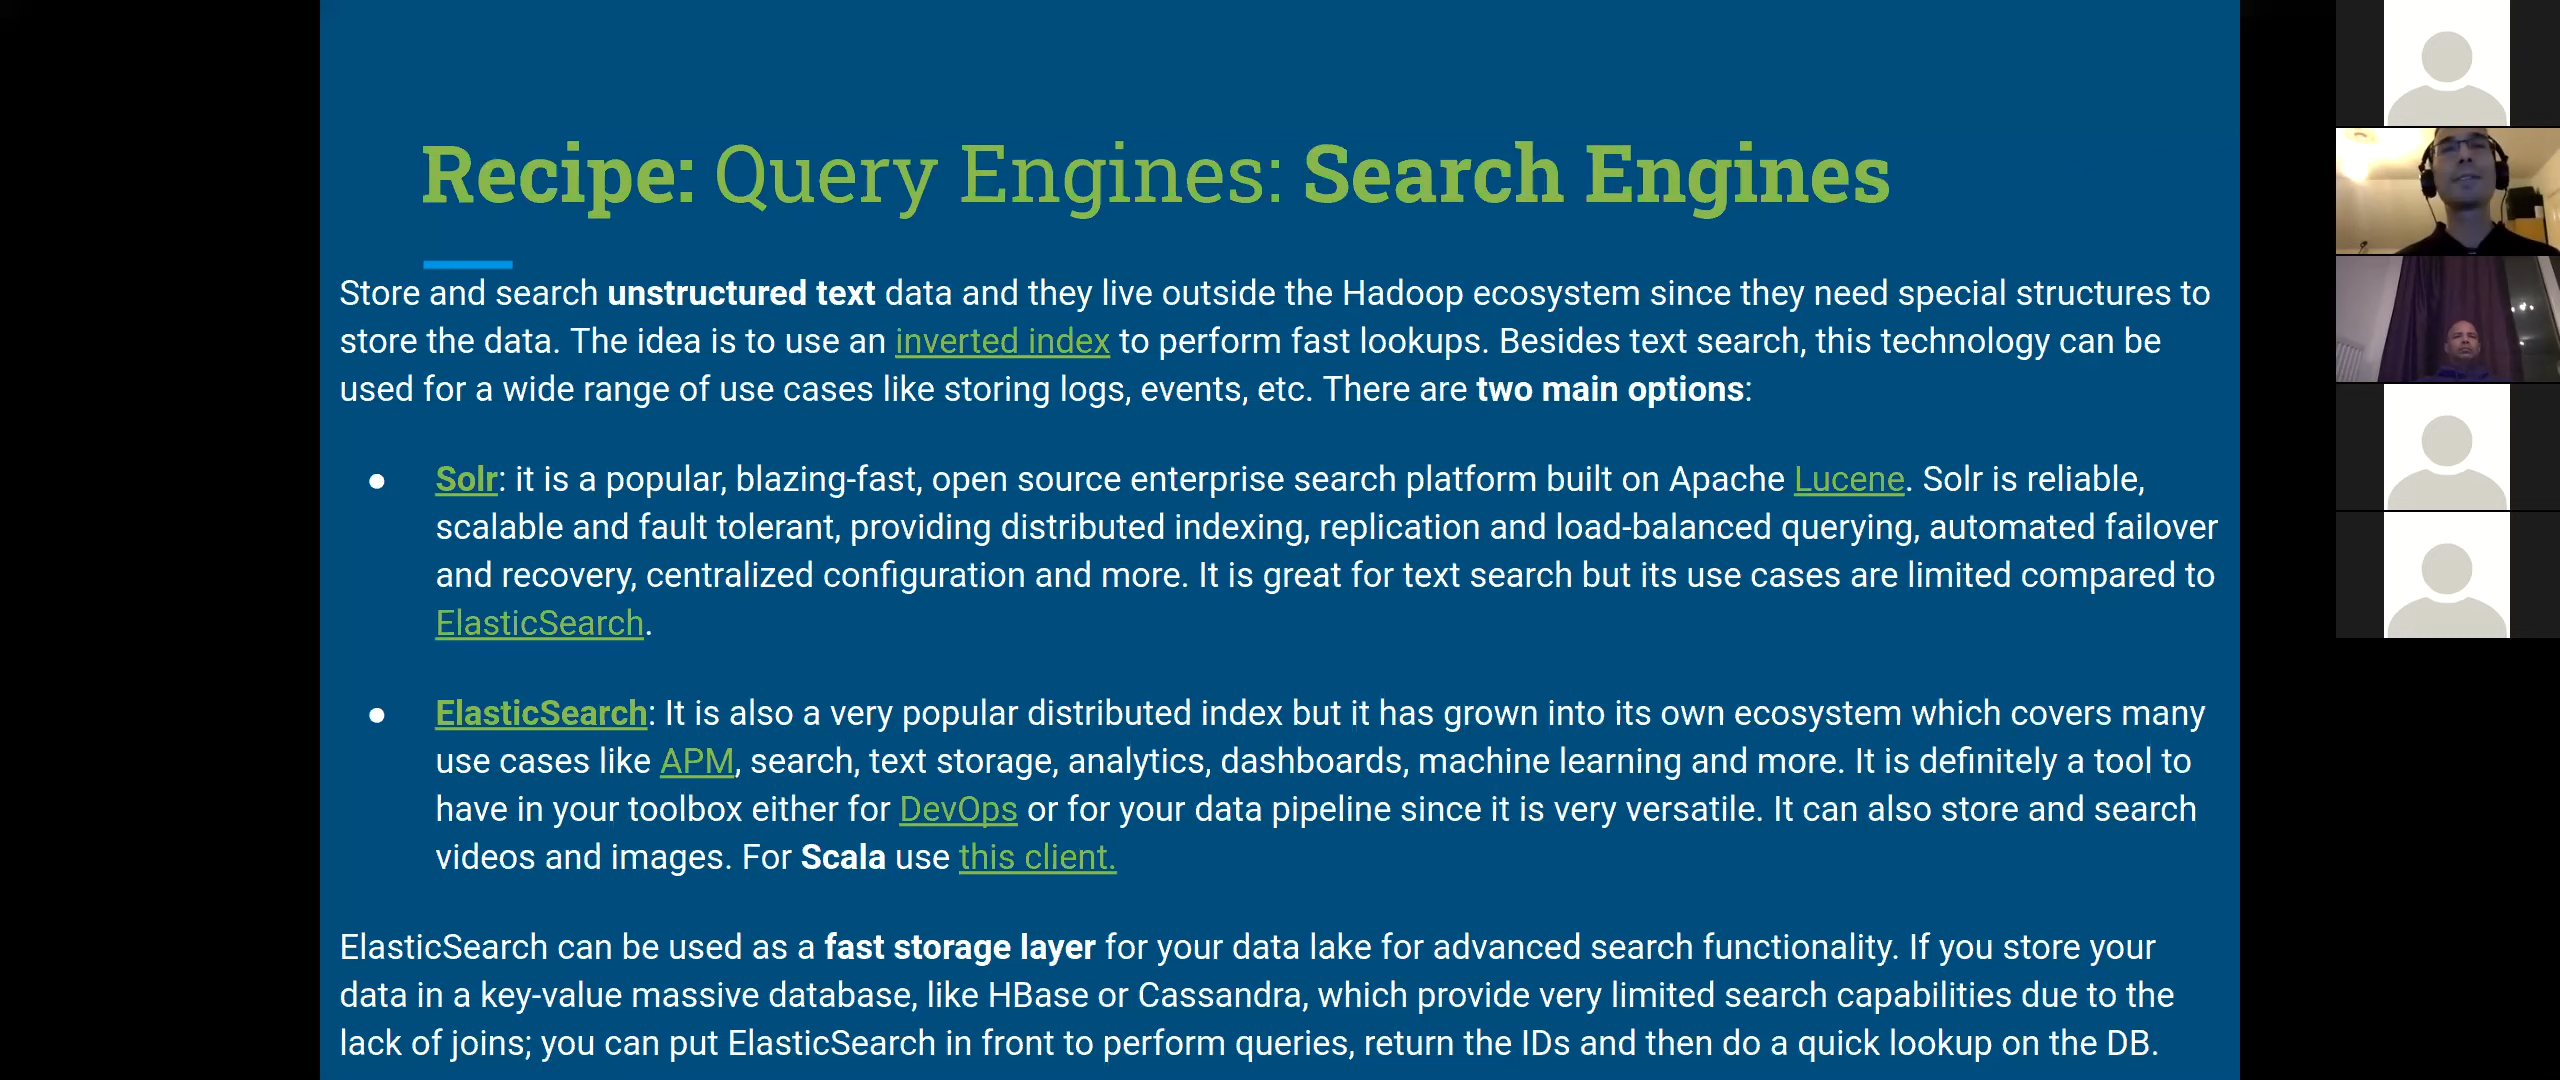 Recipe: Query Engines: Search Engines
Store and search unstructured text data and they live outside the Hadoop ecosystem since they need special structures to
store the data. The idea is to use an inverted index to perform fast lookups. Besides text search, this technology can be
used for a wide range of use cases like storing logs, events, etc. There are two main options:
● Solr: it is a popular, blazing-fast, open source enterprise search platform built on Apache Lucene. Solr is reliable,
scalable and fault tolerant, providing distributed indexing, replication and load-balanced querying, automated failover
and recovery, centralized configuration and more. It is great for text search but its use cases are limited compared to
ElasticSearch.
● ElasticSearch: It is also a very popular distributed index but it has grown into its own ecosystem which covers many
use cases like APM, search, text storage, analytics, dashboards, machine learning and more. It is definitely a tool to
have in your toolbox either for DevOps or for your data pipeline since it is very versatile. It can also store and search
videos and images. For Scala use this client.
ElasticSearch can be used as a fast storage layer for your data lake for advanced search functionality. If you store your
data in a key-value massive database, like HBase or Cassandra, which provide very limited search capabilities due to the
lack of joins; you can put ElasticSearch in front to perform queries, return the IDs and then do a quick lookup on the DB.